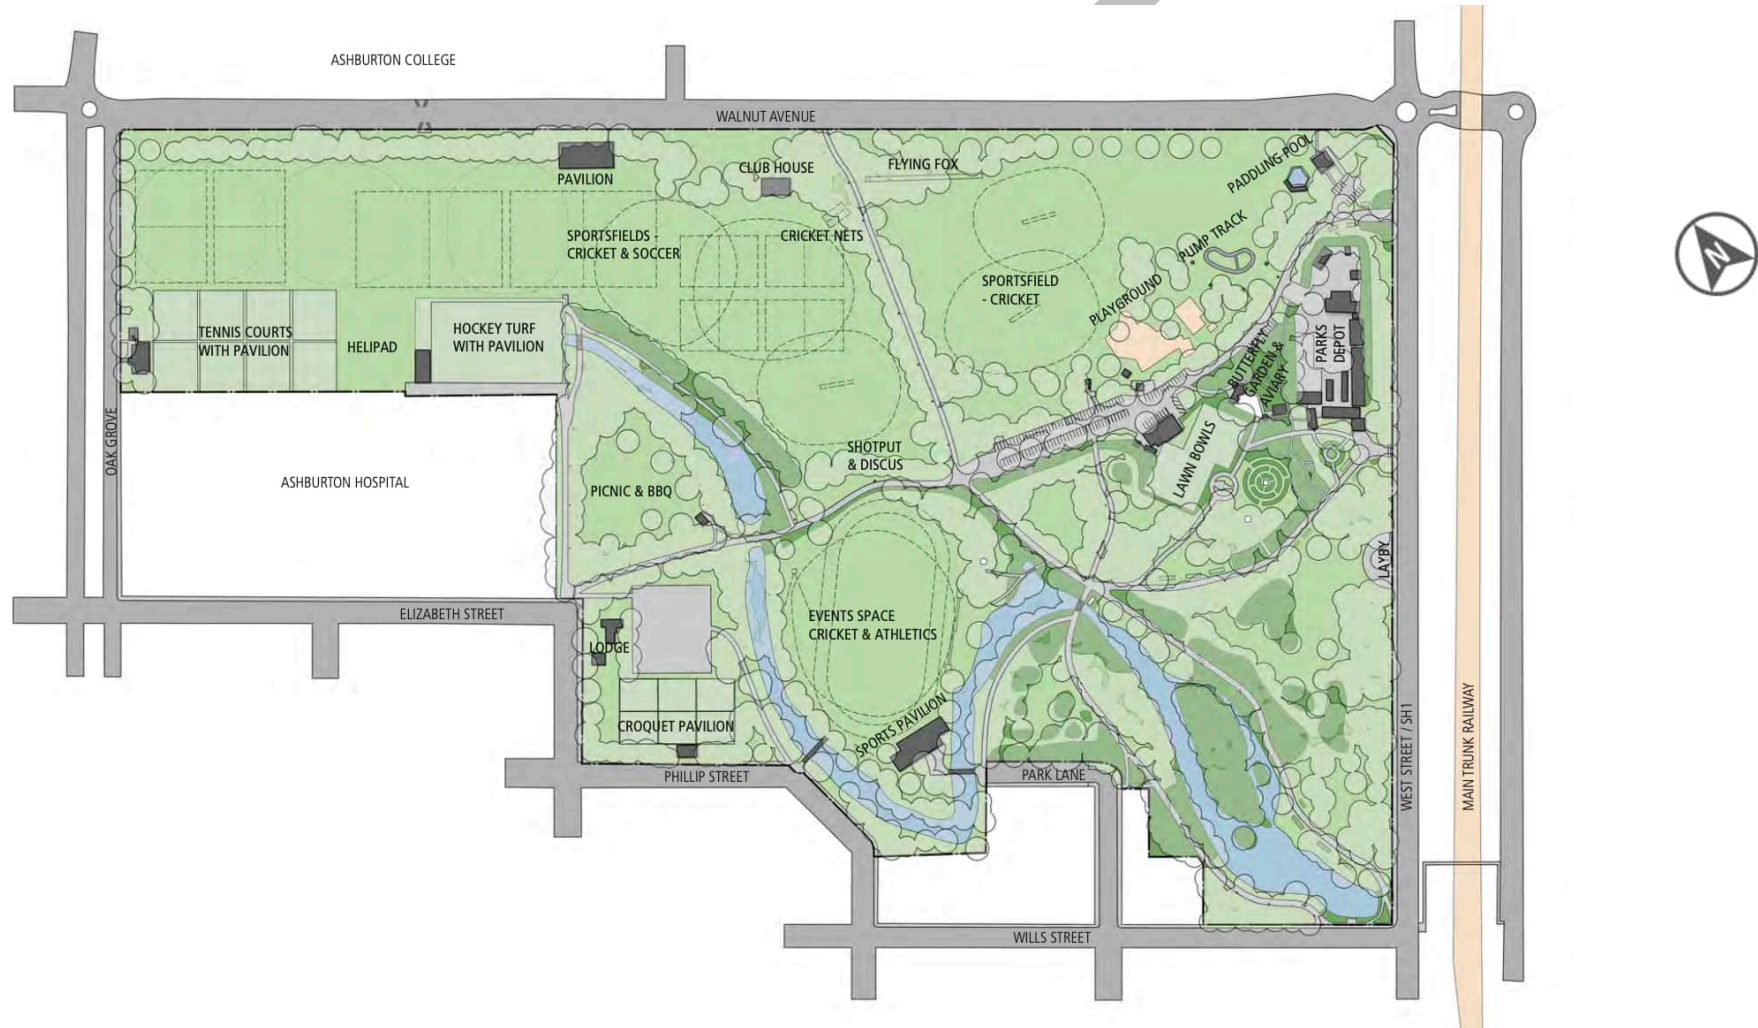 ASHBURTON COLLEGE
WALNUT AVENUE
PAVILION
CLUB HOUSE
FLYING FOX
PADDLING POOL
SPORTSFIELDS -
CRICKET & SOCCER
CRICKET NETS
PUMP TRACK
N
SPORTSFIELD
- CRICKET
PLAYGROUND
TENNIS COURTS
WITH PAVILION
HELIPAD
HOCKEY TURF
WITH PAVILION
BUTTERFLY
GARDEN &
AVIARY
PARKS
DEPOT
OAK GROVE
ASHBURTON HOSPITAL
PICNIC & BBQ
SHOTPUT
& DISCUS
LAWN BOWLS
LAYBY
ELIZABETH STREET
LODGE
EVENTS SPACE
CRICKET & ATHLETICS
CROQUET PAVILION
SPORTS PAVILION
PHILLIP STREET
PARK LANE
WEST STREET / SH1
MAIN TRUNK RAILWAY
WILLS STREET